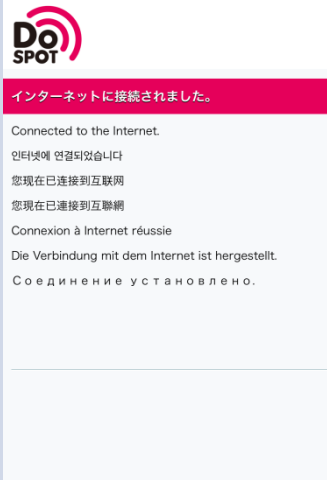 Do
SPOT
インターネットに接続されました。
Connected to the Internet.
인터넷에 연결되었습니다
您现在已连接到互联网
您現在已連接到互聯網
Connexion à Internet réussie
Die Verbindung mit dem Internet ist hergestellt.
Соединение установлено.